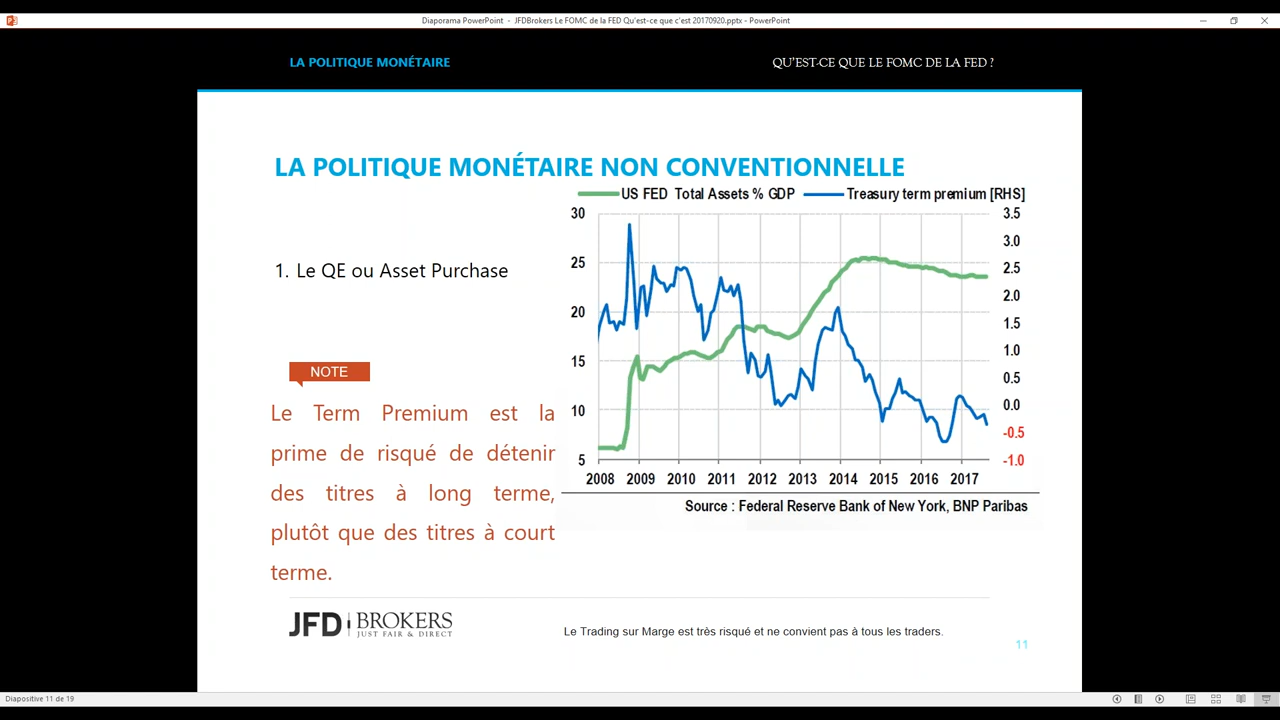 Diaporama PowerPoint - JFDBrokers Le FOMC de la FED Qu'est-ce que c'est 20170920.pptx - PowerPoint
LA POLITIQUE MONÉTAIRE
QU'EST-CE QUE LE FOMC DE LA FED ?
LA POLITIQUE MONÉTAIRE NON CONVENTIONNELLE
US FED Total Assets % GDP
Treasury term premium [RHS]
1. Le QE ou Asset Purchase
NOTE
Le Term Premium est la
prime de risqué de détenir
des titres à long terme,
plutôt que des titres à court
terme.
30
25
20
15
10
5
3.5
3.0
2.5
2.0
1.5
1.0
0.5
0.0
-0.5
-1.0
2008 2009 2010 2011 2012 2013 2014 2015 2016 2017
Source : Federal Reserve Bank of New York, BNP Paribas
JFD BROKERS
JUST FAIR & DIRECT
Le Trading sur Marge est très risqué et ne convient pas à tous les traders.
11
Diapositive 11 de 19